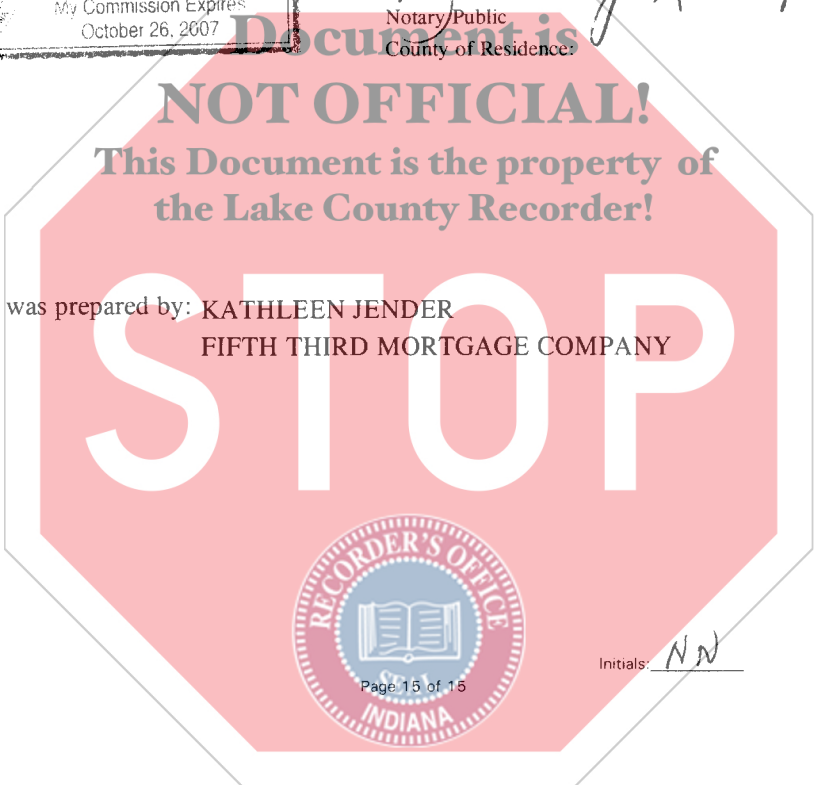 My Commission Expires
October 26, 2007
Notary Public
County of Residence:
Document is
NOT OFFICIAL!
This Document is the property of
the Lake County Recorder!
was prepared by: KATHLEEN JENDER
FIFTH THIRD MORTGAGE COMPANY
STOP
RECORDER'S OFFICE
SEAL
INDIANA
Initials: NN
Page 15 of 15